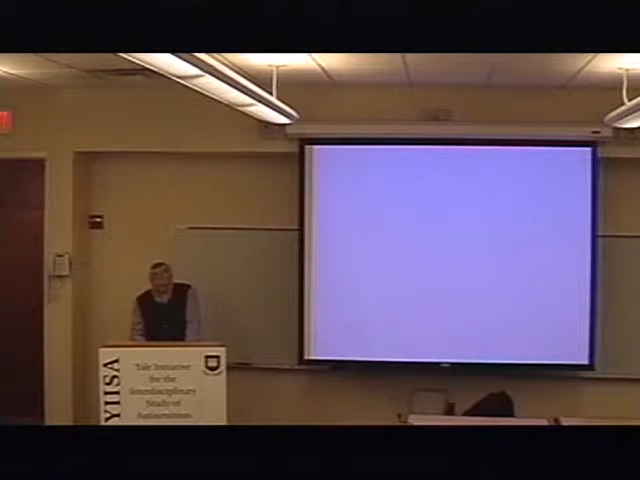 YIISA
Yale Initiative
for the
Interdisciplinary
Study of
Antisemitism